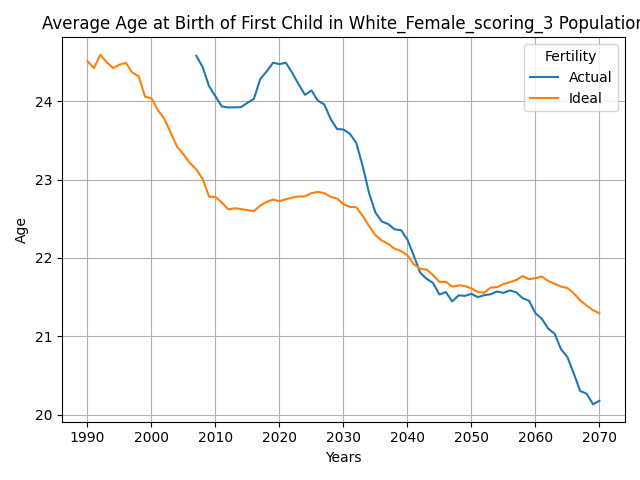 Average Age at Birth of First Child in White_Female_scoring_3 Population
Fertility
Actual
Ideal
Age
24
23
22
21
20
1990 2000 2010 2020 2030 2040 2050 2060 2070
Years